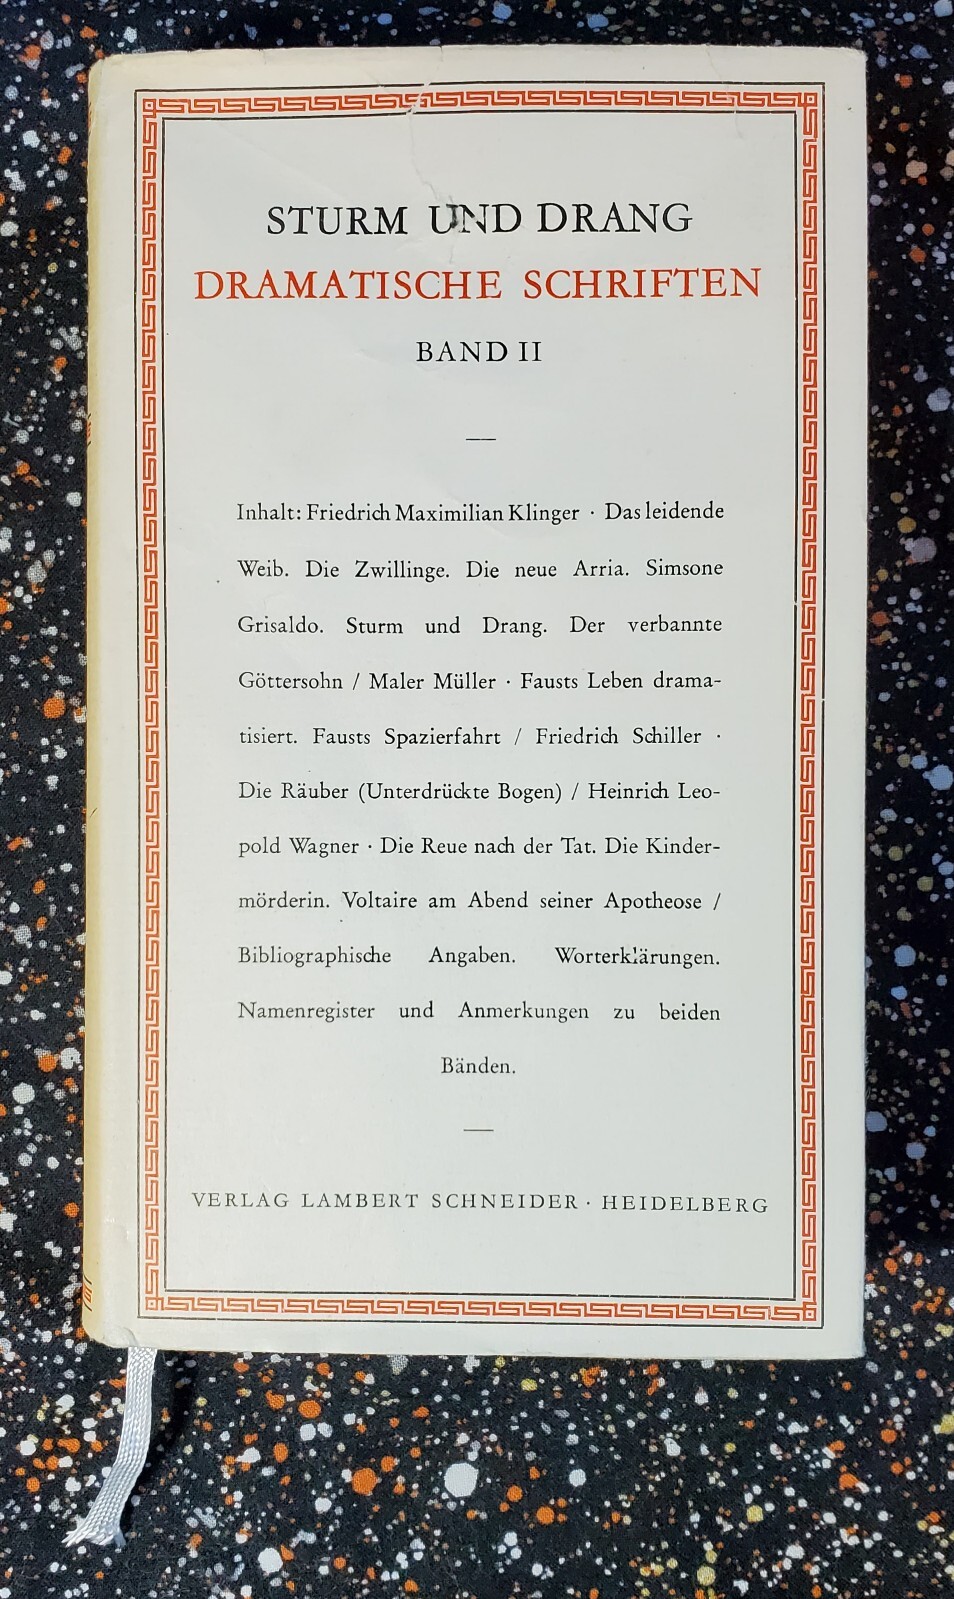 STURM UND DRANG
DRAMATISCHE SCHRIFTEN
BAND II
Inhalt: Friedrich Maximilian Klinger · Das leidende
Weib. Die Zwillinge. Die neue Arria. Simsone
Grisaldo. Sturm und Drang. Der verbannte
Göttersohn / Maler Müller · Fausts Leben drama-
tisiert. Fausts Spazierfahrt / Friedrich Schiller ·
Die Räuber (Unterdrückte Bogen) / Heinrich Leo-
pold Wagner · Die Reue nach der Tat. Die Kinder-
mörderin. Voltaire am Abend seiner Apotheose /
Bibliographische Angaben. Worterklärungen.
Namenregister und Anmerkungen zu beiden
Bänden.
VERLAG LAMBERT SCHNEIDER · HEIDELBERG